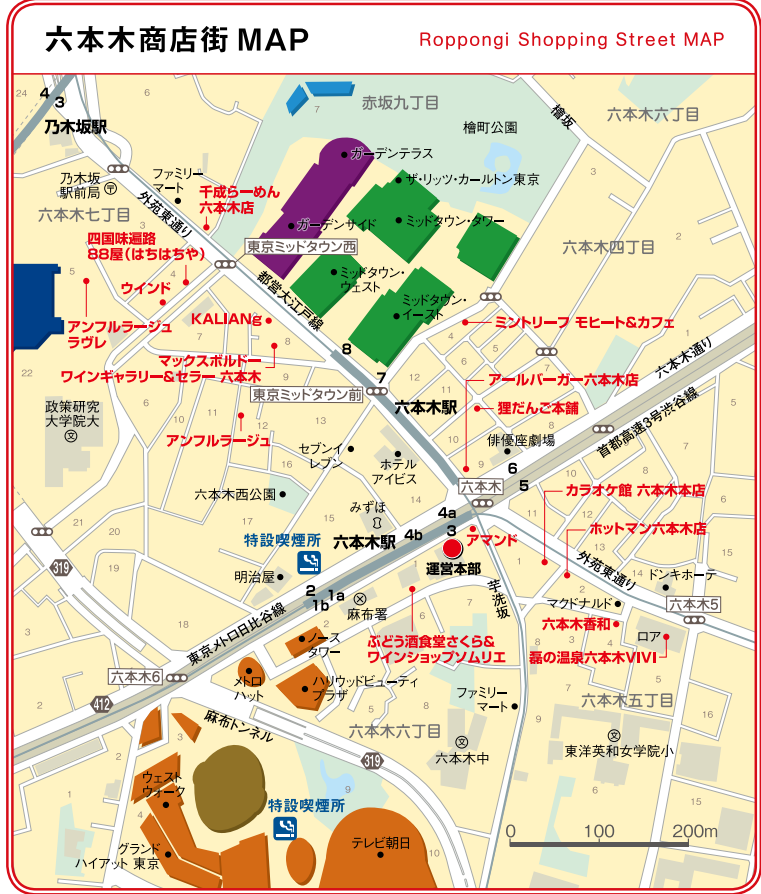 六本木商店街 MAP
Roppongi Shopping Street MAP
24
4
3
6
7
赤坂九丁目
檜坂
六本木六丁目
乃木坂駅
檜町公園
ガーデンテラス
3
乃木坂
駅前局
ファミリー
マート
千成らーめん
六本木店
ザ・リッツ・カールトン東京
六本木七丁目
外苑東通り
ガーデンサイド
ミッドタウン・タワー
四国味遍路
88屋(はちはちや)
東京ミッドタウン西
六本木四丁目
5
4
ウインド
都営大江戸線
ミッドタウン・
ウェスト
ミッドタウン・
イースト
アンフルラージュ
ラヴレ
KALIANg
ミントリーフ モヒート&カフェ
マックスボルドー
ワインギャラリー&セラー 六本木
8
7
六本木通り
22
東京ミッドタウン前
アールバーガー六本木店
首都高速3号渋谷線
政策研究
大学院大
六本木駅
狸だんご本舗
アンフルラージュ
セブンイ
レブン
俳優座劇場
ホテル
アイビス
6
5
六本木
カラオケ館 六本木本店
六本木西公園
みずほ
4a
4b
3
特設喫煙所
六本木駅
アマンド
ホットマン六本木店
319
運営本部
外苑東通り
明治屋
芋洗坂
ドンキホーテ
2
1a
1b
麻布署
マクドナルド
六本木5
東京メトロ日比谷線
六本木香和
ぶどう酒食堂さくら&
ワインショップソムリエ
ロア
磊の温泉六本木VIVI
ノース
タワー
六本木6
メトロ
ハット
ハリウッドビューティ
プラザ
ファミリー
マート
412
六本木五丁目
麻布トンネル
六本木六丁目
六本木中
東洋英和女学院小
319
ウェスト
ウォーク
特設喫煙所
グランド
ハイアット 東京
テレビ朝日
0
100
200m